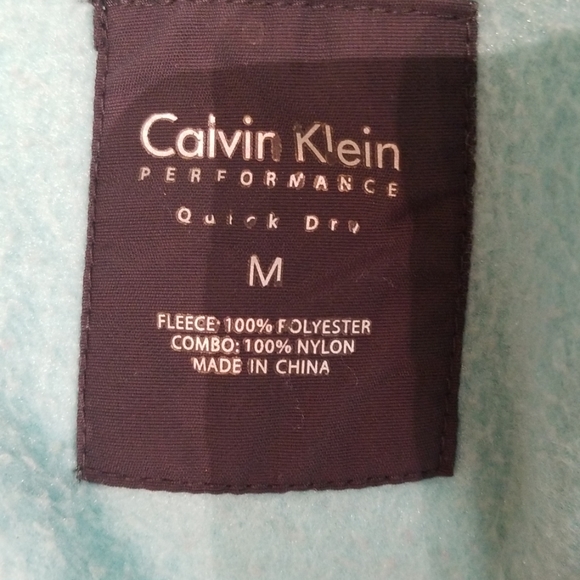 Calvin Klein
PERFORMANCE
Quick Dry
M
FLEECE: 100% POLYESTER
COMBO: 100% NYLON
MADE IN CHINA